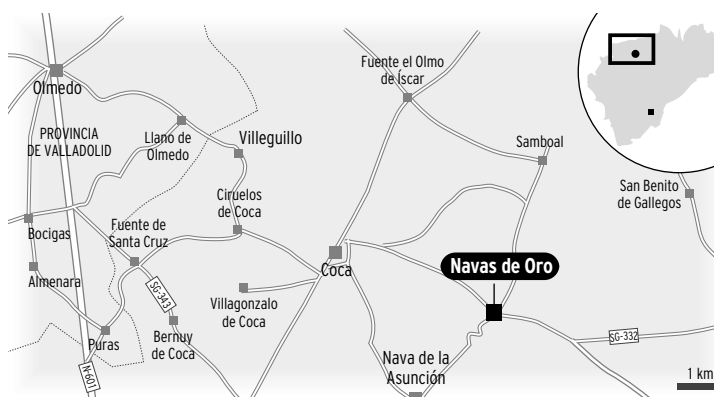 Olmedo
PROVINCIA
DE VALLADOLID
Llano de
Olmedo
Villeguillo
Fuente el Olmo
de Íscar
Samboal
San Benito
de Gallegos
Ciruelos
de Coca
Bocigas
Fuente de
Santa Cruz
Coca
Navas de Oro
Almenara
SG-343
Villagonzalo
de Coca
Puras
Bernuy
de Coca
SG-332
Nava de la
Asunción
N-601
1 km